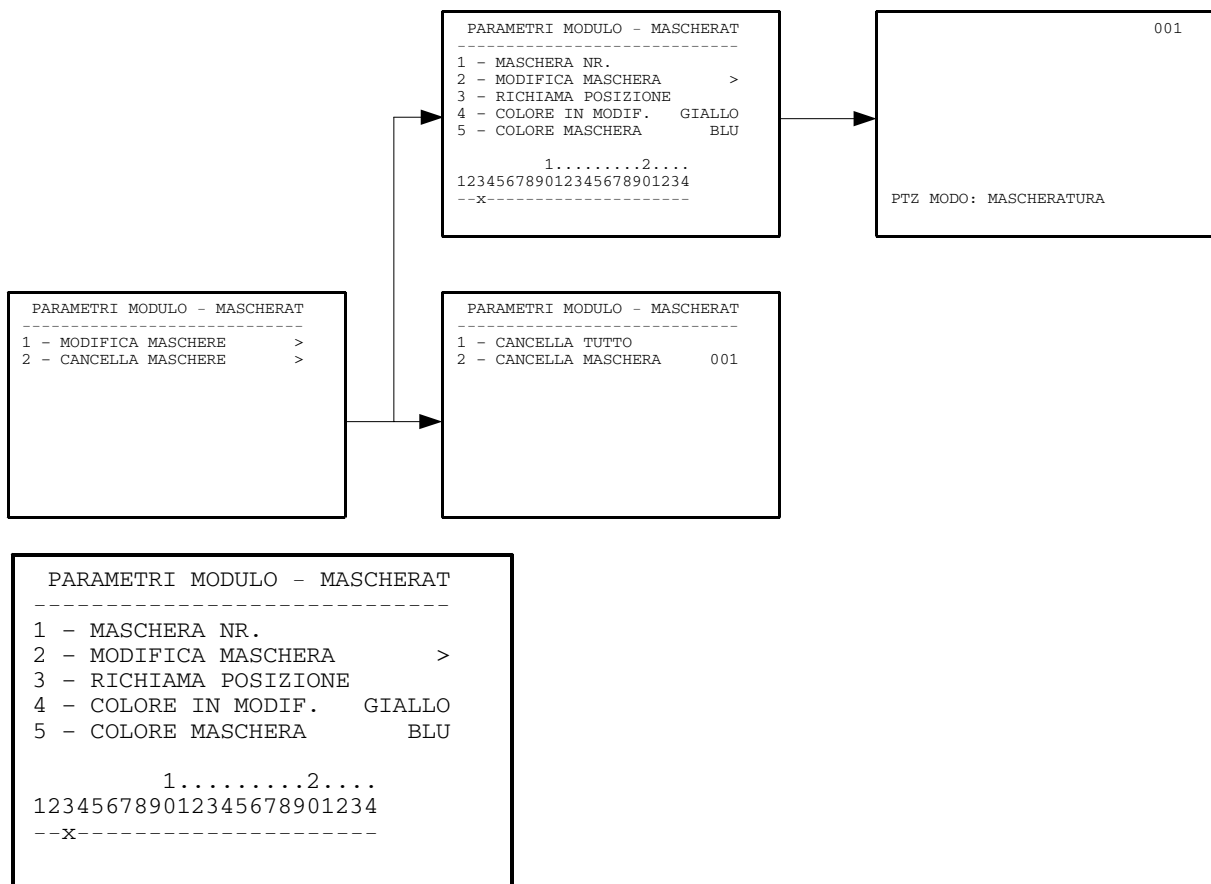 PARAMETRI MODULO - MASCHERAT
-----------------------------
1 - MASCHERA NR.
2 - MODIFICA MASCHERA >
3 - RICHIAMA POSIZIONE
4 - COLORE IN MODIF. GIALLO
5 - COLORE MASCHERA BLU
1.........2....
123456789012345678901234
--x---------------------
001
PTZ MODO: MASCHERATURA
PARAMETRI MODULO - MASCHERAT
-----------------------------
1 - MODIFICA MASCHERE >
2 - CANCELLA MASCHERE >
PARAMETRI MODULO - MASCHERAT
-----------------------------
1 - CANCELLA TUTTO
2 - CANCELLA MASCHERA 001
PARAMETRI MODULO - MASCHERAT
-----------------------------
1 - MASCHERA NR.
2 - MODIFICA MASCHERA >
3 - RICHIAMA POSIZIONE
4 - COLORE IN MODIF. GIALLO
5 - COLORE MASCHERA BLU
1.........2....
123456789012345678901234
--x---------------------